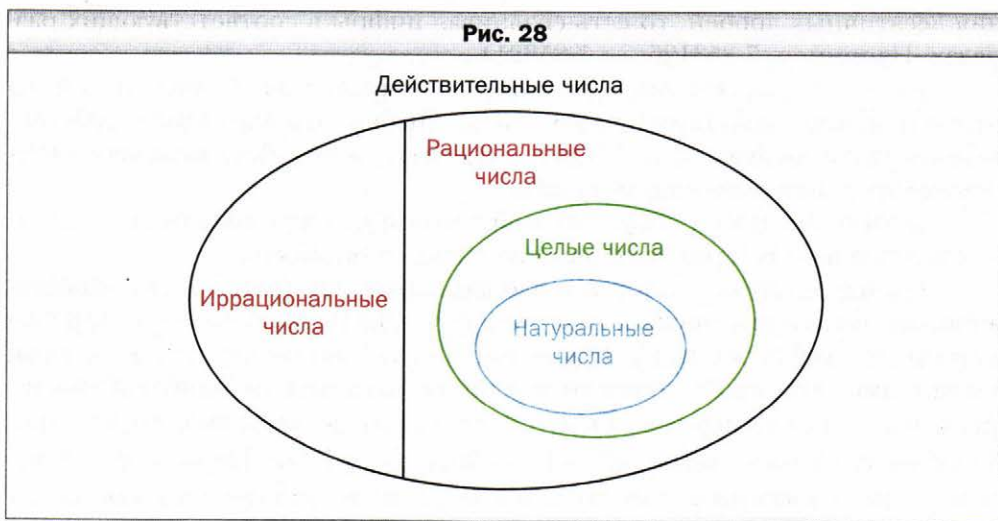 Рис. 28
Действительные числа
Рациональные
числа
Целые числа
Иррациональные
числа
Натуральные
числа